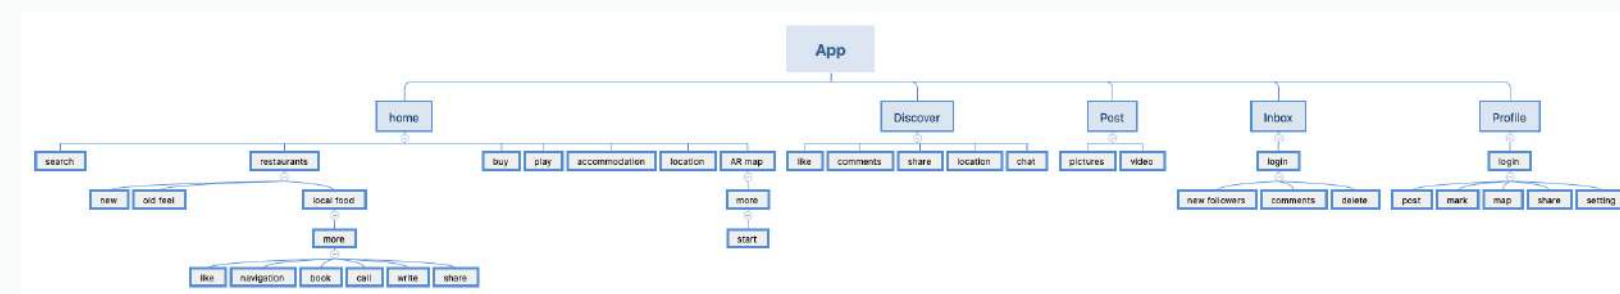 App
home
Discover
Post
Inbox
Profile
search
restaurants
buy
play
accommodation
location
AR map
like
comments
share
location
chat
pictures
video
login
login
new
old feel
local food
more
new followers
comments
delete
post
mark
map
share
setting
more
start
like
navigation
book
call
write
share